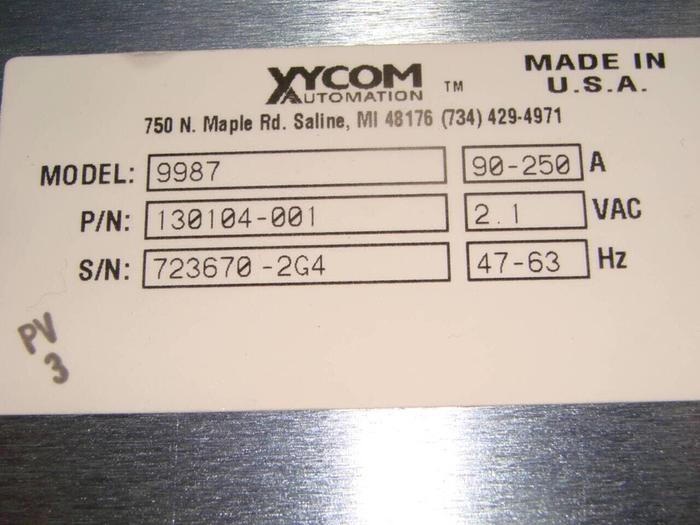 XYCOM
AUTOMATION ™
MADE IN
U.S.A.
750 N. Maple Rd. Saline, MI 48176 (734) 429-4971
MODEL: 9987 90-250 A
P/N: 130104-001 2.1 VAC
S/N: 723670-2G4 47-63 Hz
PV
3